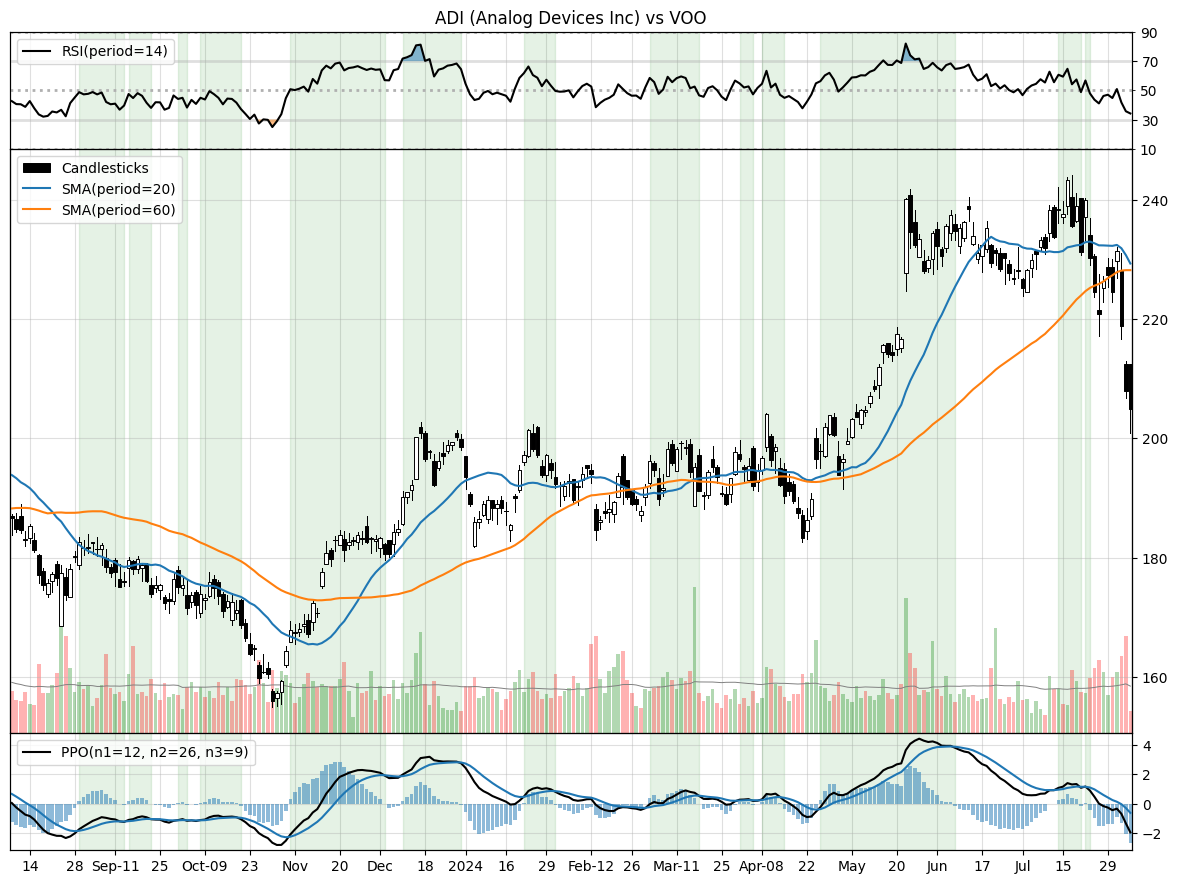 ADI (Analog Devices Inc) vs VOO
RSI(period=14)
90
70
50
30
10
Candlesticks
SMA(period=20)
SMA(period=60)
240
220
200
180
160
PPO(n1=12, n2=26, n3=9)
4
2
0
−2
14 28 Sep-11 25 Oct-09 23 Nov 20 Dec 18 2024 16 29 Feb-12 26 Mar-11 25 Apr-08 22 May 20 Jun 17 Jul 15 29